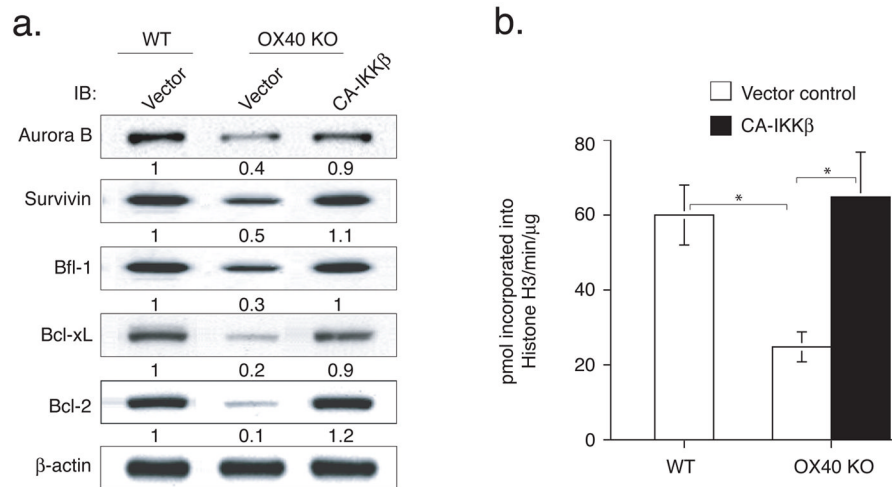 a.
WT OX40 KO
IB: Vector Vector CA-IKKβ
Aurora B
1 0.4 0.9
Survivin
1 0.5 1.1
Bfl-1
1 0.3 1
Bcl-xL
1 0.2 0.9
Bcl-2
1 0.1 1.2
β-actin
b.
Vector control
CA-IKKβ
pmol incorporated into
Histone H3/min/μg
80
60
40
20
0
*
*
WT OX40 KO